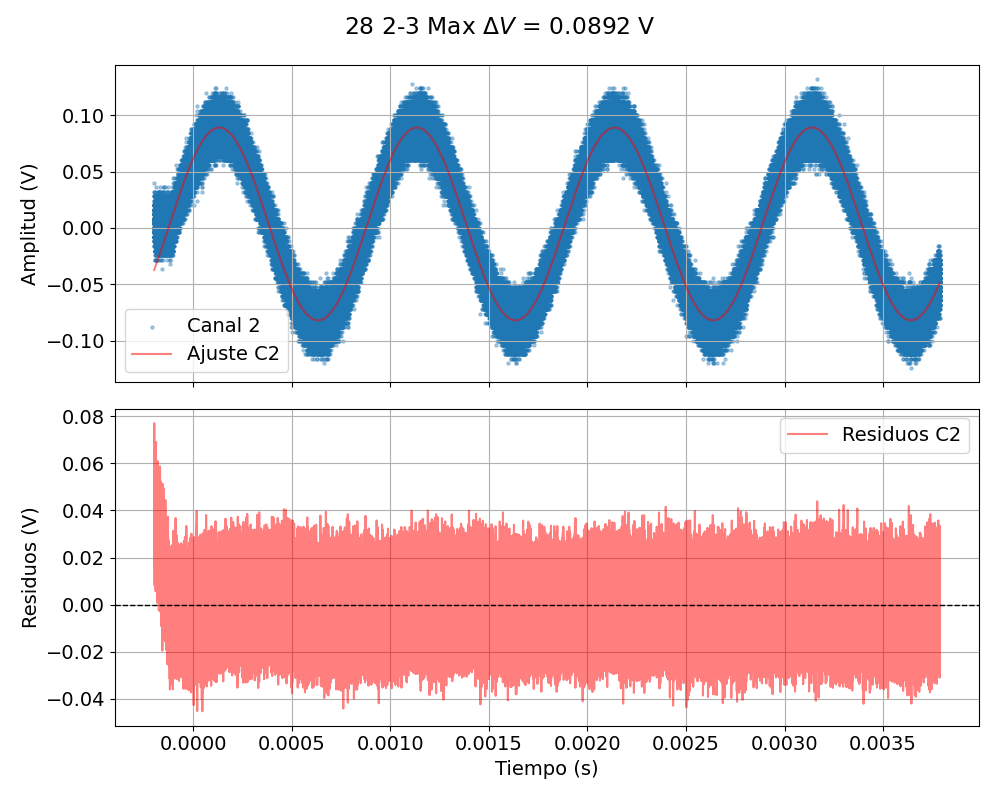 28 2-3 Max ΔV = 0.0892 V
Amplitud (V)
0.10
0.05
0.00
−0.05
−0.10
Canal 2
Ajuste C2
Residuos (V)
0.08
0.06
0.04
0.02
0.00
−0.02
−0.04
Residuos C2
0.0000 0.0005 0.0010 0.0015 0.0020 0.0025 0.0030 0.0035
Tiempo (s)